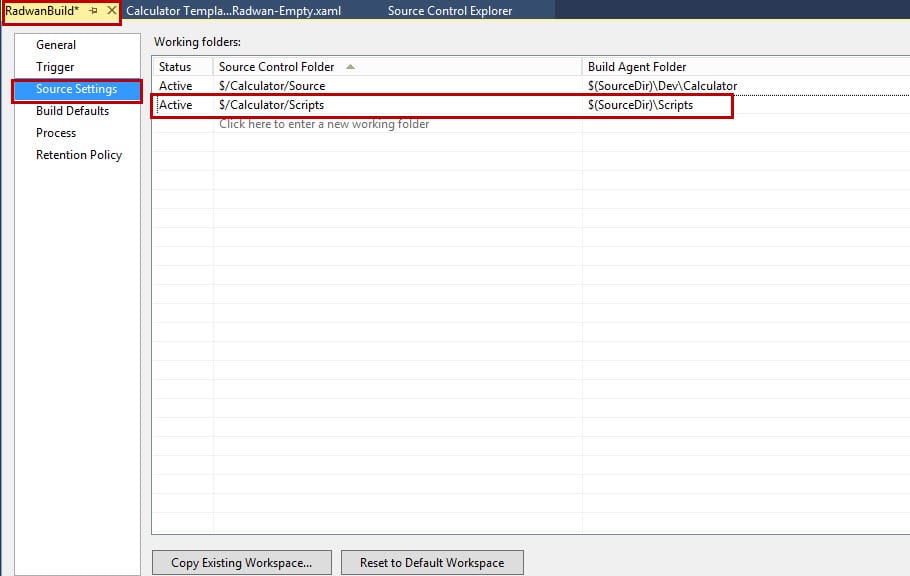 RadwanBuild* Calculator Templa...Radwan-Empty.xaml Source Control Explorer
General
Trigger
Source Settings
Build Defaults
Process
Retention Policy
Working folders:
Status Source Control Folder Build Agent Folder
Active $/Calculator/Source $(SourceDir)\Dev\Calculator
Active $/Calculator/Scripts $(SourceDir)\Scripts
Click here to enter a new working folder
Copy Existing Workspace... Reset to Default Workspace